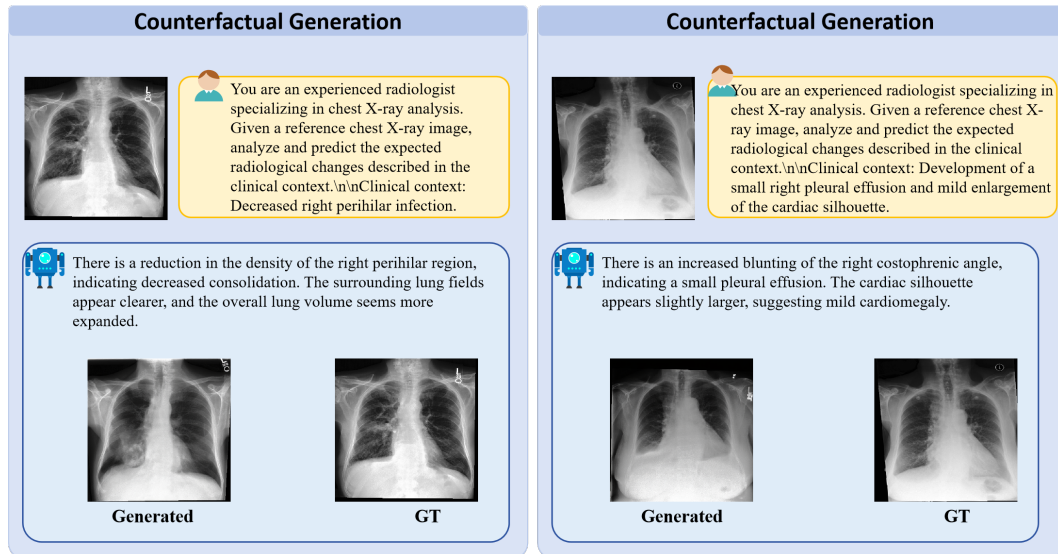 Counterfactual Generation
You are an experienced radiologist
specializing in chest X-ray analysis.
Given a reference chest X-ray image,
analyze and predict the expected
radiological changes described in the
clinical context.\n\nClinical context:
Decreased right perihilar infection.
There is a reduction in the density of the right perihilar region,
indicating decreased consolidation. The surrounding lung fields
appear clearer, and the overall lung volume seems more
expanded.
Generated
GT
Counterfactual Generation
You are an experienced radiologist specializing in
chest X-ray analysis. Given a reference chest X-
ray image, analyze and predict the expected
radiological changes described in the clinical
context.\n\nClinical context: Development of a
small right pleural effusion and mild enlargement
of the cardiac silhouette.
There is an increased blunting of the right costophrenic angle,
indicating a small pleural effusion. The cardiac silhouette
appears slightly larger, suggesting mild cardiomegaly.
Generated
GT